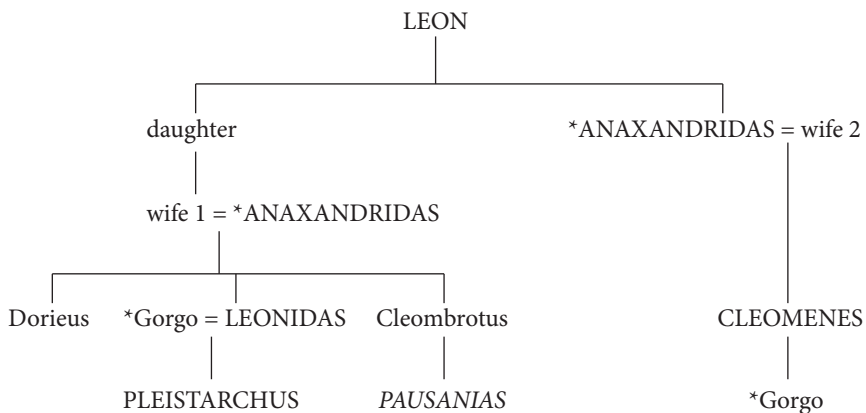 LEON
daughter *ANAXANDRIDAS = wife 2
wife 1 = *ANAXANDRIDAS
Dorieus *Gorgo = LEONIDAS Cleombrotus CLEOMENES
PLEISTARCHUS PAUSANIAS *Gorgo